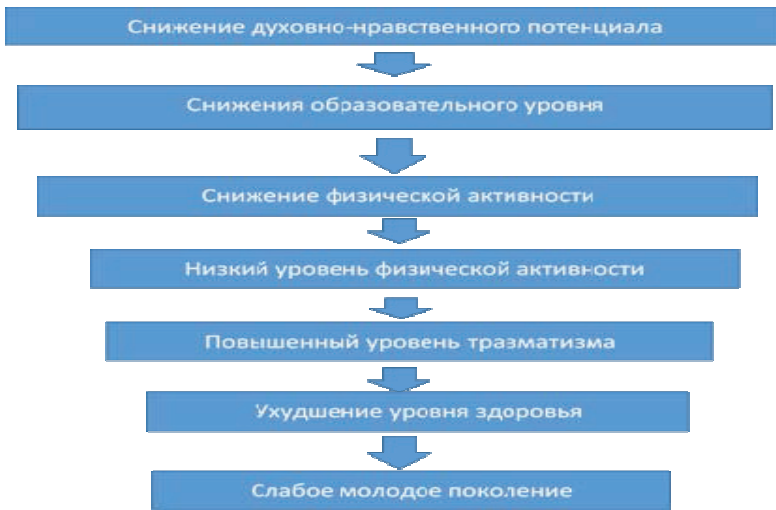 Снижение духовно-нравственного потенциала
Снижения образовательного уровня
Снижение физической активности
Низкий уровень физической активности
Повышенный уровень тразматизма
Ухудшение уровня здоровья
Слабое молодое поколение